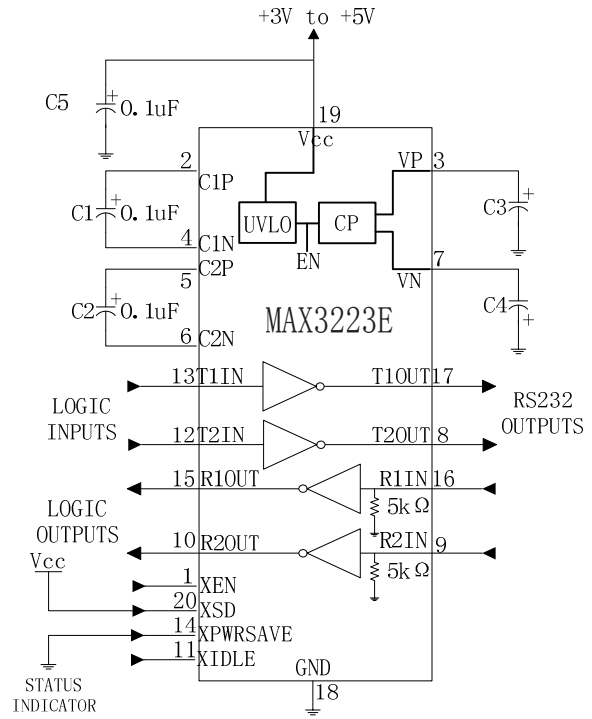 +3V to +5V
C5
+
0.1uF
19
Vcc
2
C1P
VP
3
C1
+
0.1uF
UVLO
CP
C3
+
4
C1N
EN
C2P
5
VN
7
C2
+
0.1uF
MAX3223E
C4
+
6
C2N
LOGIC
INPUTS
13
T1IN
T1OUT
17
RS232
OUTPUTS
12
T2IN
T2OUT
8
LOGIC
OUTPUTS
15
R1OUT
R1IN
16
5kΩ
10
R2OUT
R2IN
9
5kΩ
Vcc
1
XEN
20
XSD
14
XPWRSAVE
11
XIDLE
STATUS
INDICATOR
GND
18